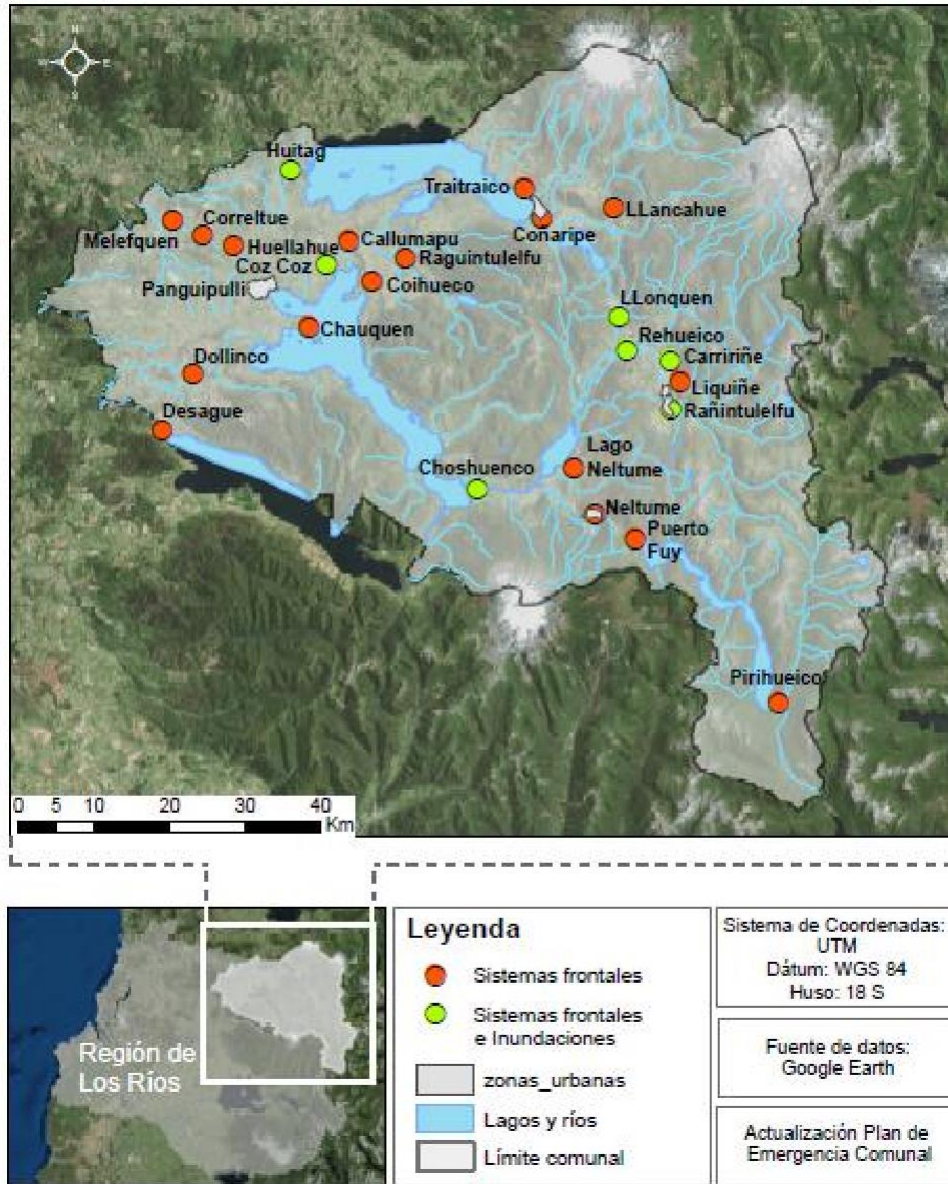 N
W E
S
Huitag
Traitraico
LLancahue
Coñaripe
Melefquen
Correltue
Huellahue
Callumapu
Raguintulelfu
Coz Coz
Panguipulli
Coihueco
LLonquen
Chauquen
Rehueico
Carririñe
Dollinco
Liquiñe
Rañintulelfu
Desague
Choshuenco
Lago
Neltume
Neltume
Puerto
Fuy
Pirihueico
0 5 10 20 30 40
Km
Región de
Los Ríos
Leyenda
Sistemas frontales
Sistemas frontales
e Inundaciones
zonas_urbanas
Lagos y ríos
Límite comunal
Sistema de Coordenadas:
UTM
Dátum: WGS 84
Huso: 18 S
Fuente de datos:
Google Earth
Actualización Plan de
Emergencia Comunal